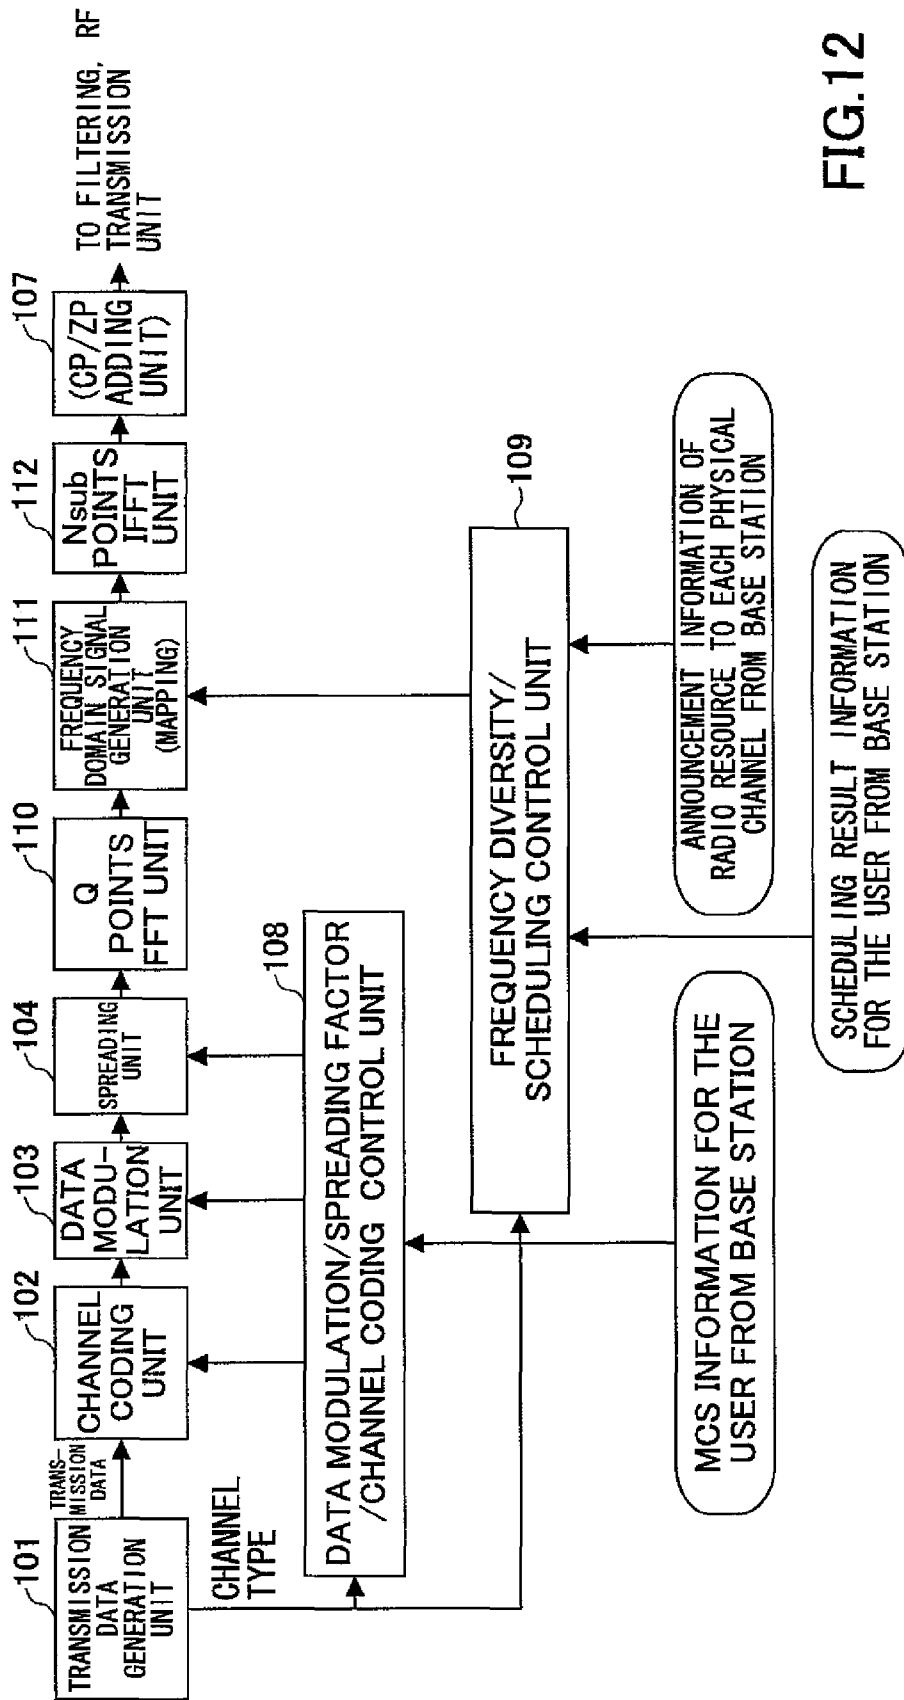 101
TRANSMISSION
DATA
GENERATION
UNIT
TRANS-
MISSION
DATA
102
CHANNEL
CODING
UNIT
103
DATA
MODU-
LATION
UNIT
104
SPREADING
UNIT
110
Q
POINTS
FFT UNIT
111
FREQUENCY
DOMAIN SIGNAL
GENERATION
UNIT
(MAPPING)
112
Nsub
POINTS
IFFT
UNIT
107
(CP/ZP
ADDING
UNIT)
TO FILTERING, RF
TRANSMISSION
UNIT
CHANNEL
TYPE
108
DATA MODULATION/SPREADING FACTOR
/CHANNEL CODING CONTROL UNIT
109
FREQUENCY DIVERSITY/
SCHEDULING CONTROL UNIT
MCS INFORMATION FOR THE
USER FROM BASE STATION
ANNOUNCEMENT INFORMATION OF
RADIO RESOURCE TO EACH PHYSICAL
CHANNEL FROM BASE STATION
SCHEDULING RESULT INFORMATION
FOR THE USER FROM BASE STATION
FIG.12